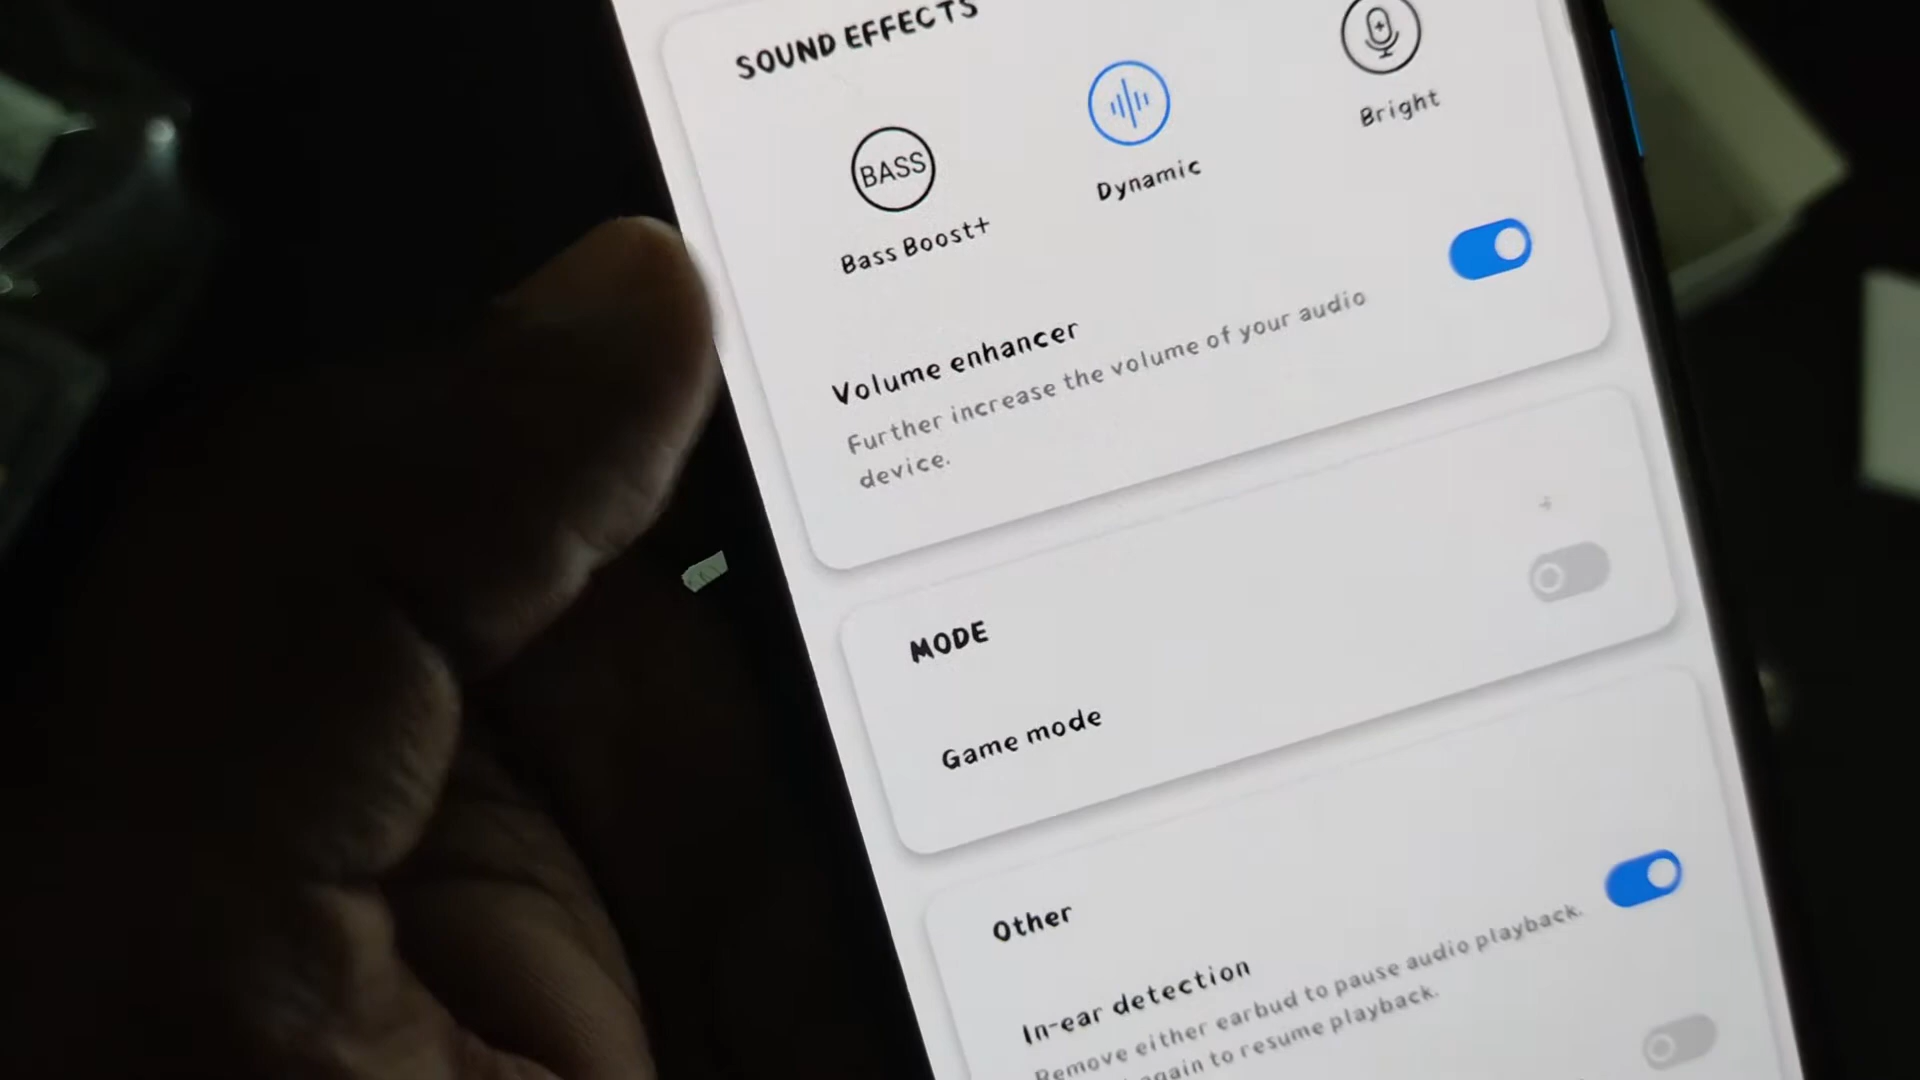 SOUND EFFECTS
BASS
Bass Boost+
Dynamic
Bright
Volume enhancer
Further increase the volume of your audio
device.
MODE
Game mode
Other
In-ear detection
Remove either earbud to pause audio playback.
again to resume playback.